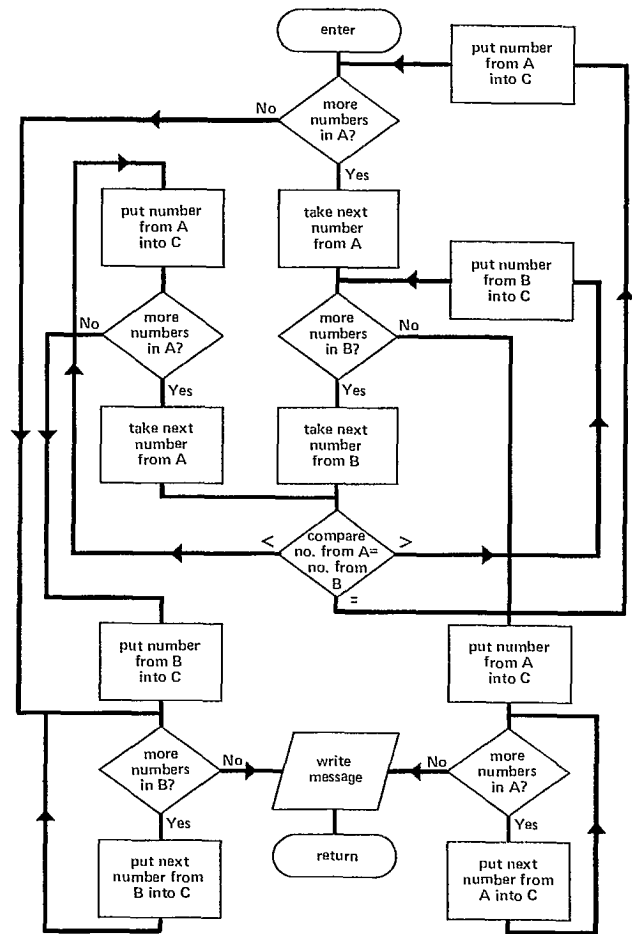 enter
put number
from A
into C
No
more
numbers
in A?
Yes
put number
from A
into C
take next
number
from A
put number
from B
into C
No
more
numbers
in A?
more
numbers
in B?
No
Yes
Yes
take next
number
from A
take next
number
from B
<
compare
no. from A=
no. from
B
>
=
put number
from B
into C
put number
from A
into C
more
numbers
in B?
No
write
message
No
more
numbers
in A?
Yes
Yes
put next
number from
B into C
return
put next
number from
A into C